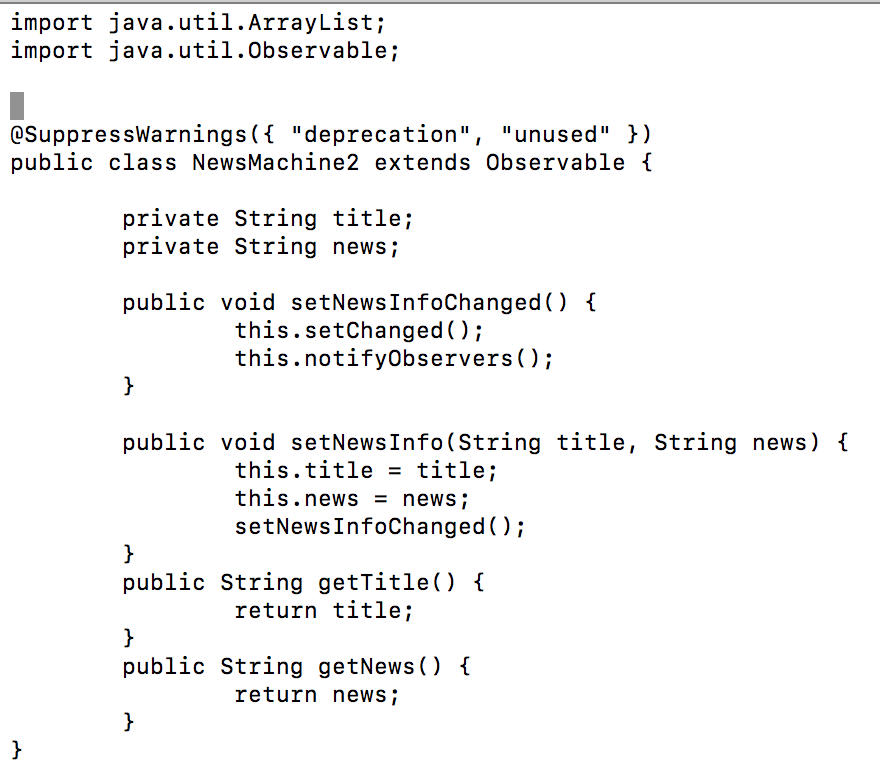 import java.util.ArrayList;
import java.util.Observable;

@SuppressWarnings({ "deprecation", "unused" })
public class NewsMachine2 extends Observable {

        private String title;
        private String news;

        public void setNewsInfoChanged() {
                this.setChanged();
                this.notifyObservers();
        }

        public void setNewsInfo(String title, String news) {
                this.title = title;
                this.news = news;
                setNewsInfoChanged();
        }
        public String getTitle() {
                return title;
        }
        public String getNews() {
                return news;
        }
}